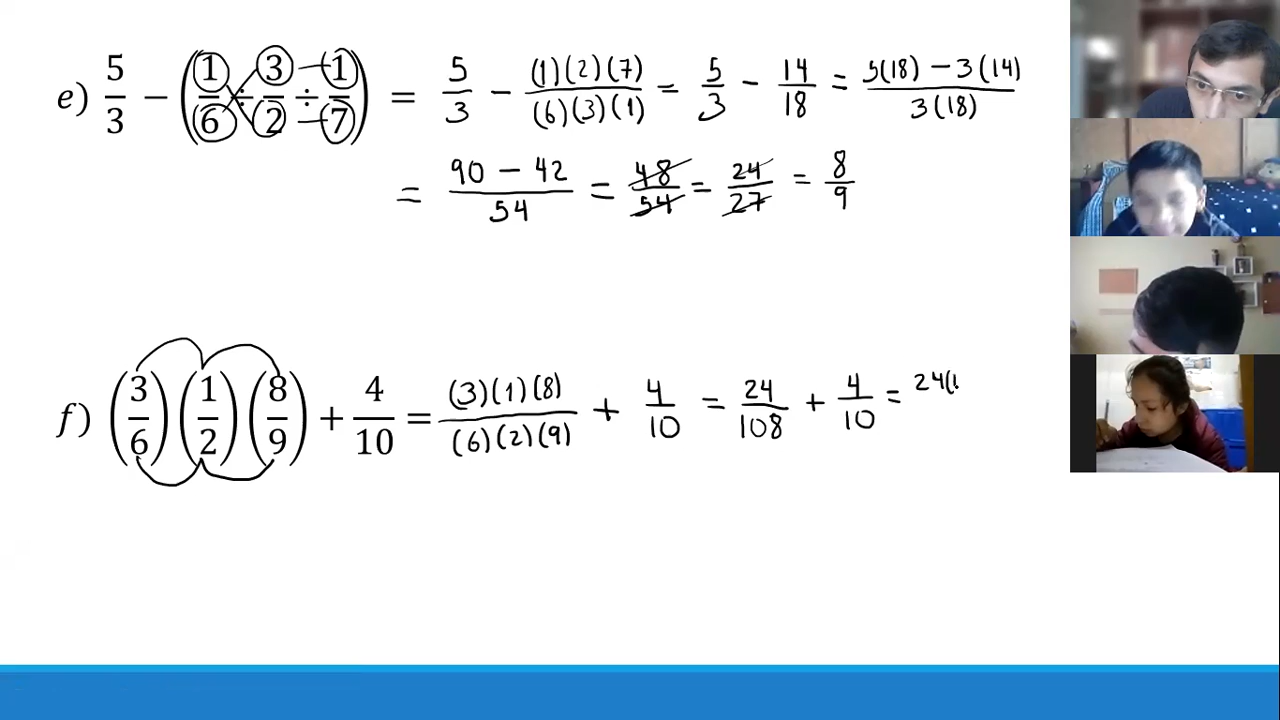 e) 5/3 − (1/6 ÷ 3/2 ÷ 1/7) = 5/3 − (1)(2)(7)/(6)(3)(1) = 5/3 − 14/18 = 5(18) − 3(14)/3(18)
= 90 − 42/54 = 48/54 = 24/27 = 8/9
f) (3/6)(1/2)(8/9) + 4/10 = (3)(1)(8)/(6)(2)(9) + 4/10 = 24/108 + 4/10 = 24(